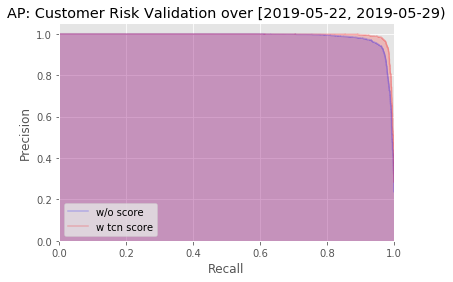 AP: Customer Risk Validation over [2019-05-22, 2019-05-29)
1.0
0.8
0.6
0.4
0.2
0.0
Precision
w/o score
w tcn score
0.0 0.2 0.4 0.6 0.8 1.0
Recall